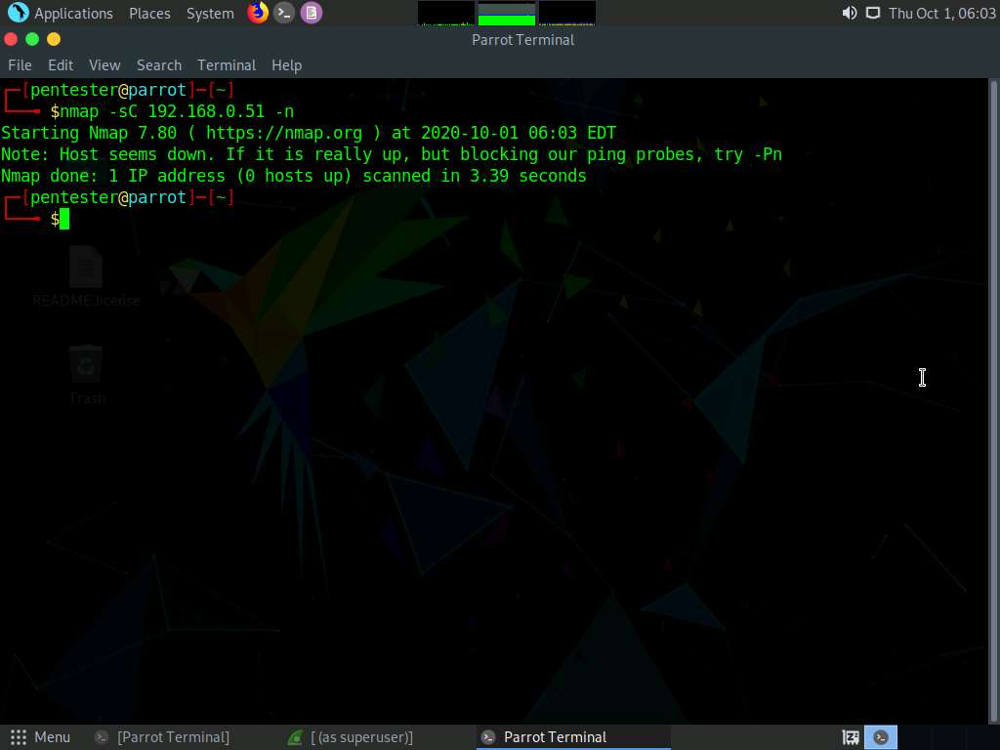 Applications Places System Thu Oct 1, 06:03
Parrot Terminal
File Edit View Search Terminal Help
┌─[pentester@parrot]─[~]
└──╼ $nmap -sC 192.168.0.51 -n
Starting Nmap 7.80 ( https://nmap.org ) at 2020-10-01 06:03 EDT
Note: Host seems down. If it is really up, but blocking our ping probes, try -Pn
Nmap done: 1 IP address (0 hosts up) scanned in 3.39 seconds
┌─[pentester@parrot]─[~]
└──╼ $
README.license
Trash
Menu [Parrot Terminal] [ (as superuser)] Parrot Terminal